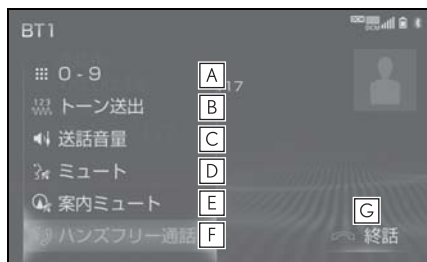 BT1
0 - 9 A
17
トーン送出 B
送話音量 C
ミュート D
案内ミュート E
ハンズフリー通話 F
G
終話